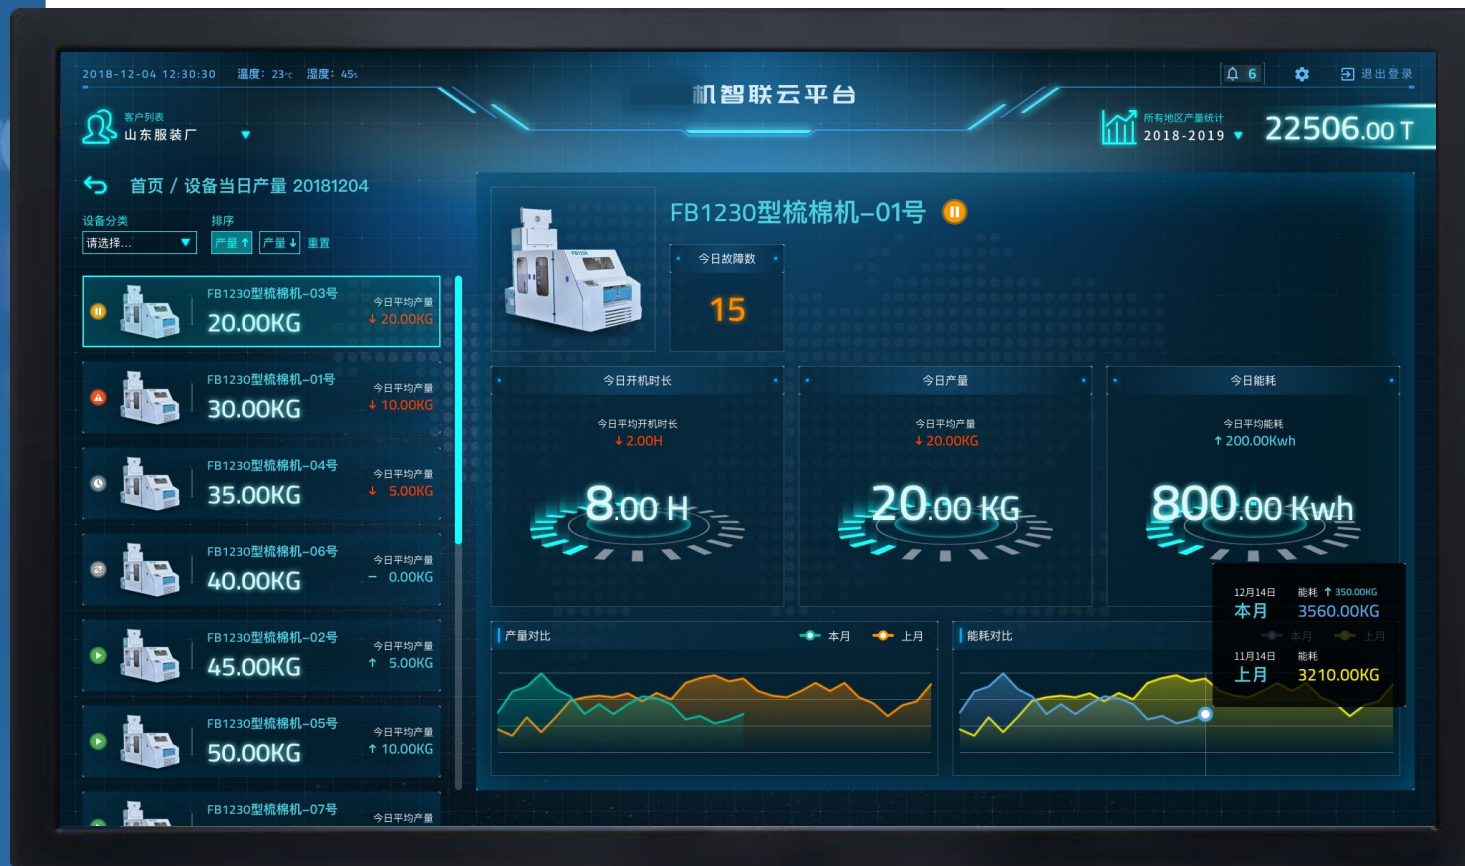 2018-12-04 12:30:30 温度：23℃ 湿度：45%
机智联云平台
6 退出登录
客户列表
山东服装厂
所有地区产量统计
2018-2019
22506.00 T
首页 / 设备当日产量 20181204
设备分类 排序
请选择... 产量 产量 重置
FB1230型梳棉机-03号
今日平均产量
20.00KG
↓ 20.00KG
FB1230型梳棉机-01号
今日平均产量
30.00KG
↓ 10.00KG
FB1230型梳棉机-04号
今日平均产量
35.00KG
↓ 5.00KG
FB1230型梳棉机-06号
今日平均产量
40.00KG
- 0.00KG
FB1230型梳棉机-02号
今日平均产量
45.00KG
↑ 5.00KG
FB1230型梳棉机-05号
今日平均产量
50.00KG
↑ 10.00KG
FB1230型梳棉机-07号
今日平均产量
FB1230型梳棉机-01号
FB1230
今日故障数
15
今日开机时长
今日平均开机时长
↓ 2.00H
8.00 H
今日产量
今日平均产量
↓ 20.00KG
20.00 KG
今日能耗
今日平均能耗
↑ 200.00Kwh
800.00 Kwh
产量对比 本月 上月
能耗对比 本月 上月
12月14日 能耗 ↑ 350.00KG
本月 3560.00KG
11月14日 能耗
上月 3210.00KG